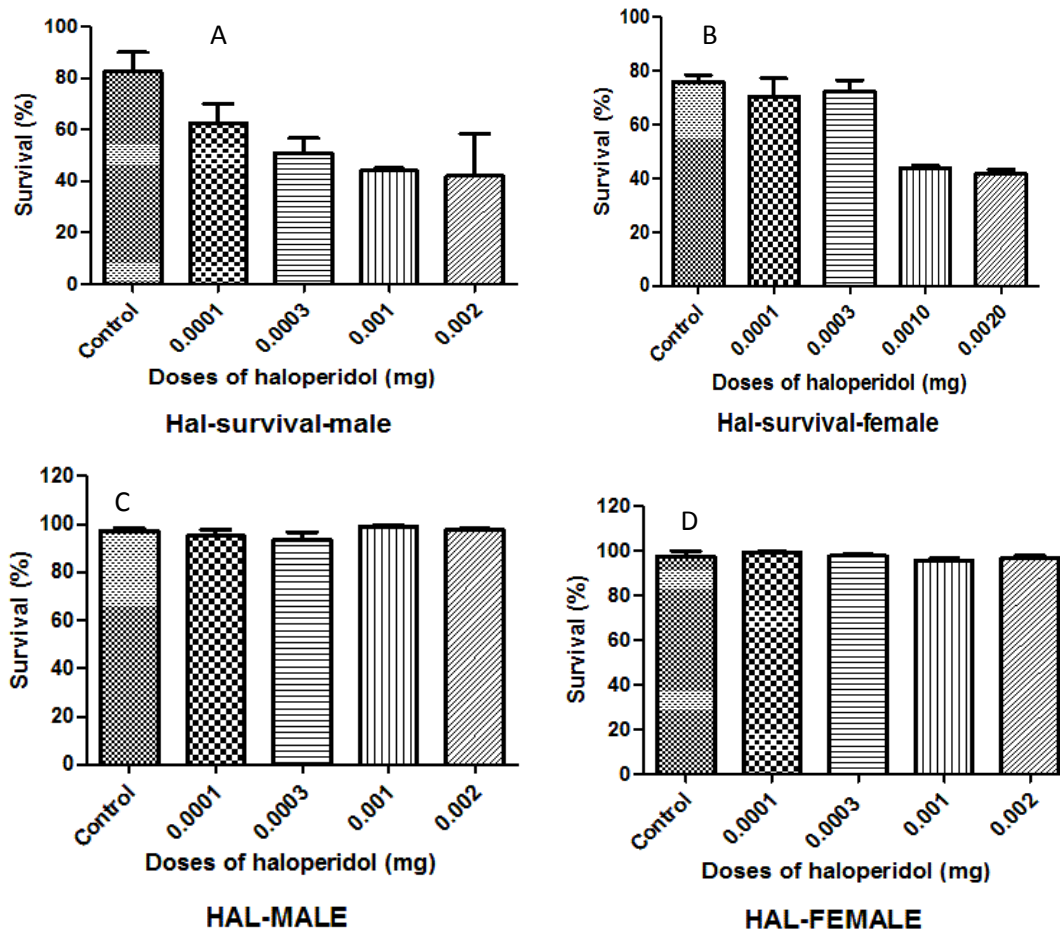 A
Survival (%)
100
80
60
40
20
0
Control
0.0001
0.0003
0.001
0.002
Doses of haloperidol (mg)
Hal-survival-male
B
Survival (%)
100
80
60
40
20
0
Control
0.0001
0.0003
0.0010
0.0020
Doses of haloperidol (mg)
Hal-survival-female
C
Survival (%)
120
100
80
60
40
20
0
Control
0.0001
0.0003
0.001
0.002
Doses of haloperidol (mg)
HAL-MALE
D
Survival (%)
120
100
80
60
40
20
0
Control
0.0001
0.0003
0.001
0.002
Doses of haloperidol (mg)
HAL-FEMALE